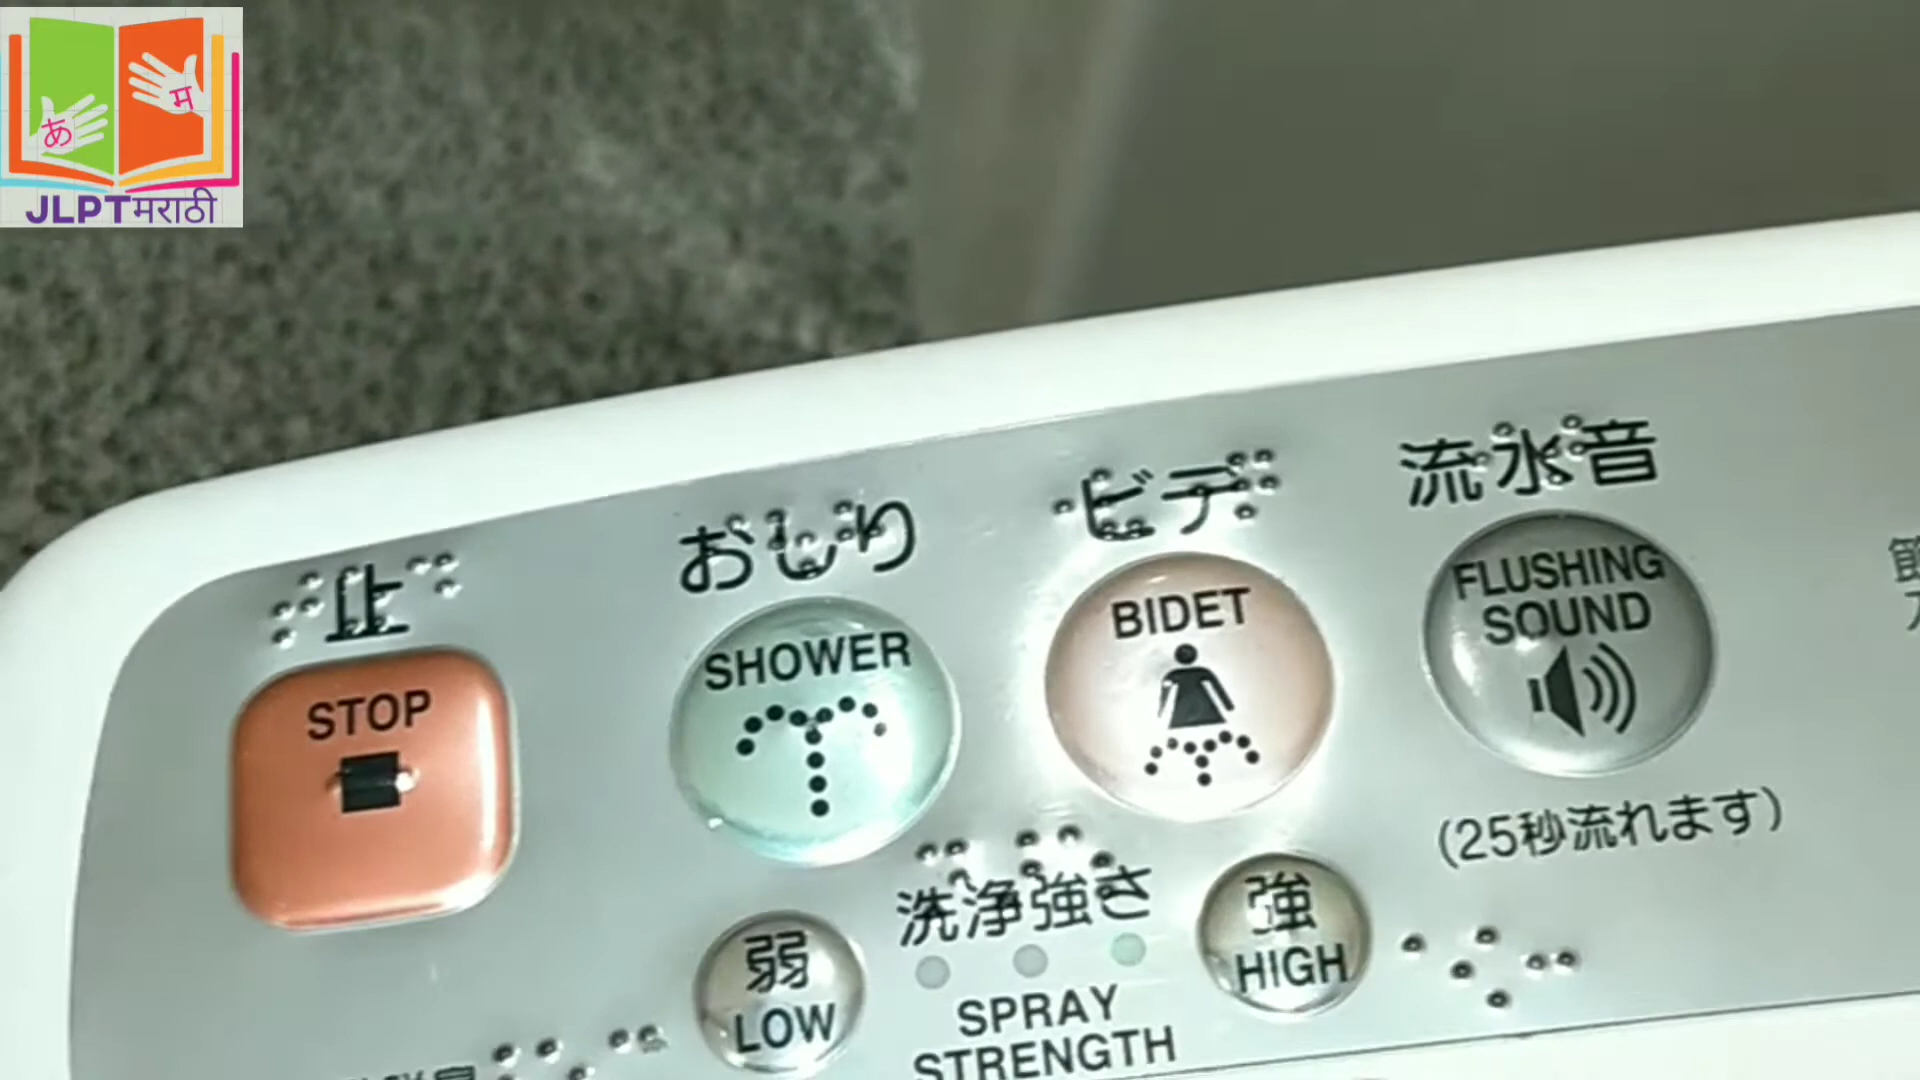 あ
म
JLPTमराठी
止
STOP
おしり
SHOWER
ビデ
BIDET
流水音
FLUSHING
SOUND
(25秒流れます)
弱
LOW
洗浄強さ
SPRAY
STRENGTH
強
HIGH